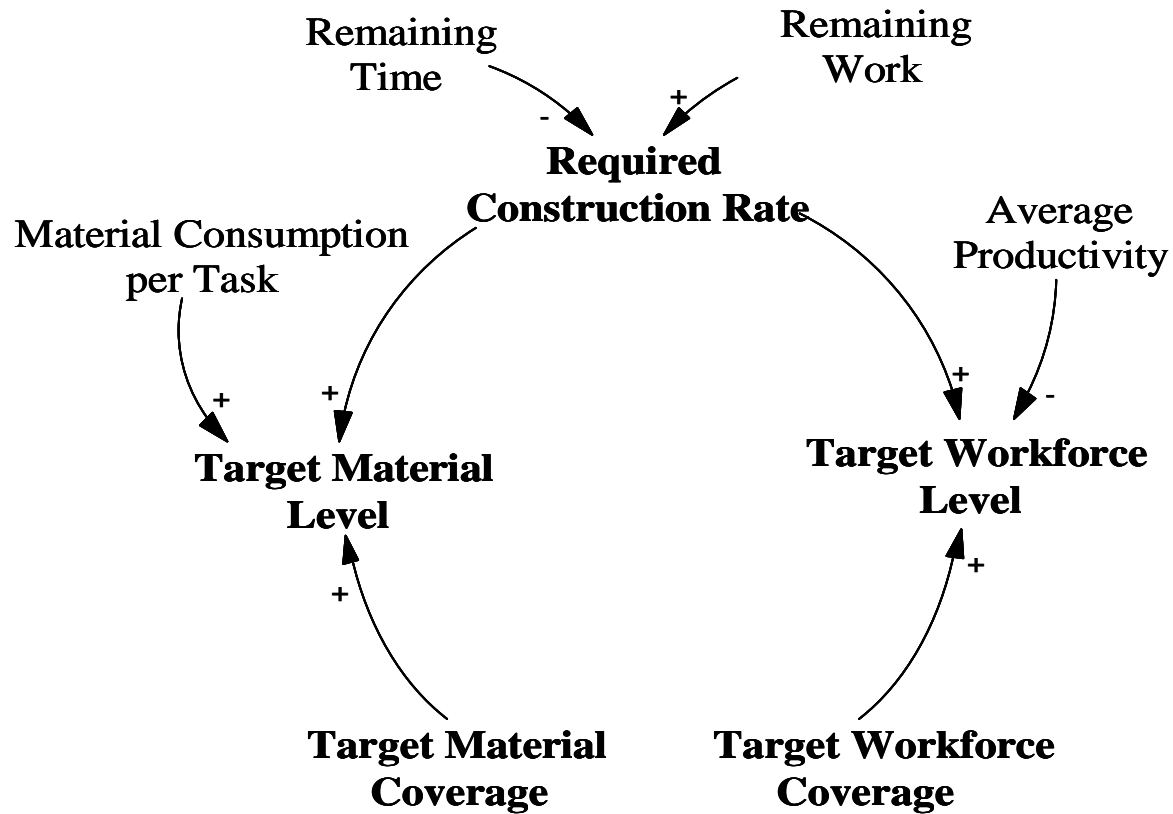 Remaining
Time
Remaining
Work
-
+
Required
Construction Rate
Material Consumption
per Task
Average
Productivity
+
+
+
-
Target Material
Level
Target Workforce
Level
+
+
Target Material
Coverage
Target Workforce
Coverage